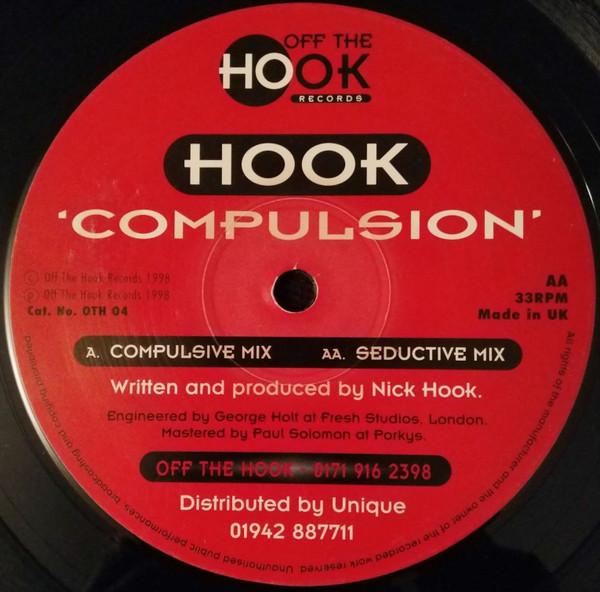 OFF THE
HOOK
RECORDS
HOOK
'COMPULSION'
© Off The Hook Records 1998
℗ Off The Hook Records 1998
Cat. No. OTH 04
AA
33RPM
Made in UK
A. COMPULSIVE MIX AA. SEDUCTIVE MIX
Written and produced by Nick Hook.
Engineered by George Holt at Fresh Studios, London.
Mastered by Paul Solomon at Porkys.
OFF THE HOOK 0171 916 2398
Distributed by Unique
01942 887711
All rights of the manufacturer and the owner of the recorded work reserved. Unauthorised public performances, broadcasting and copying prohibited